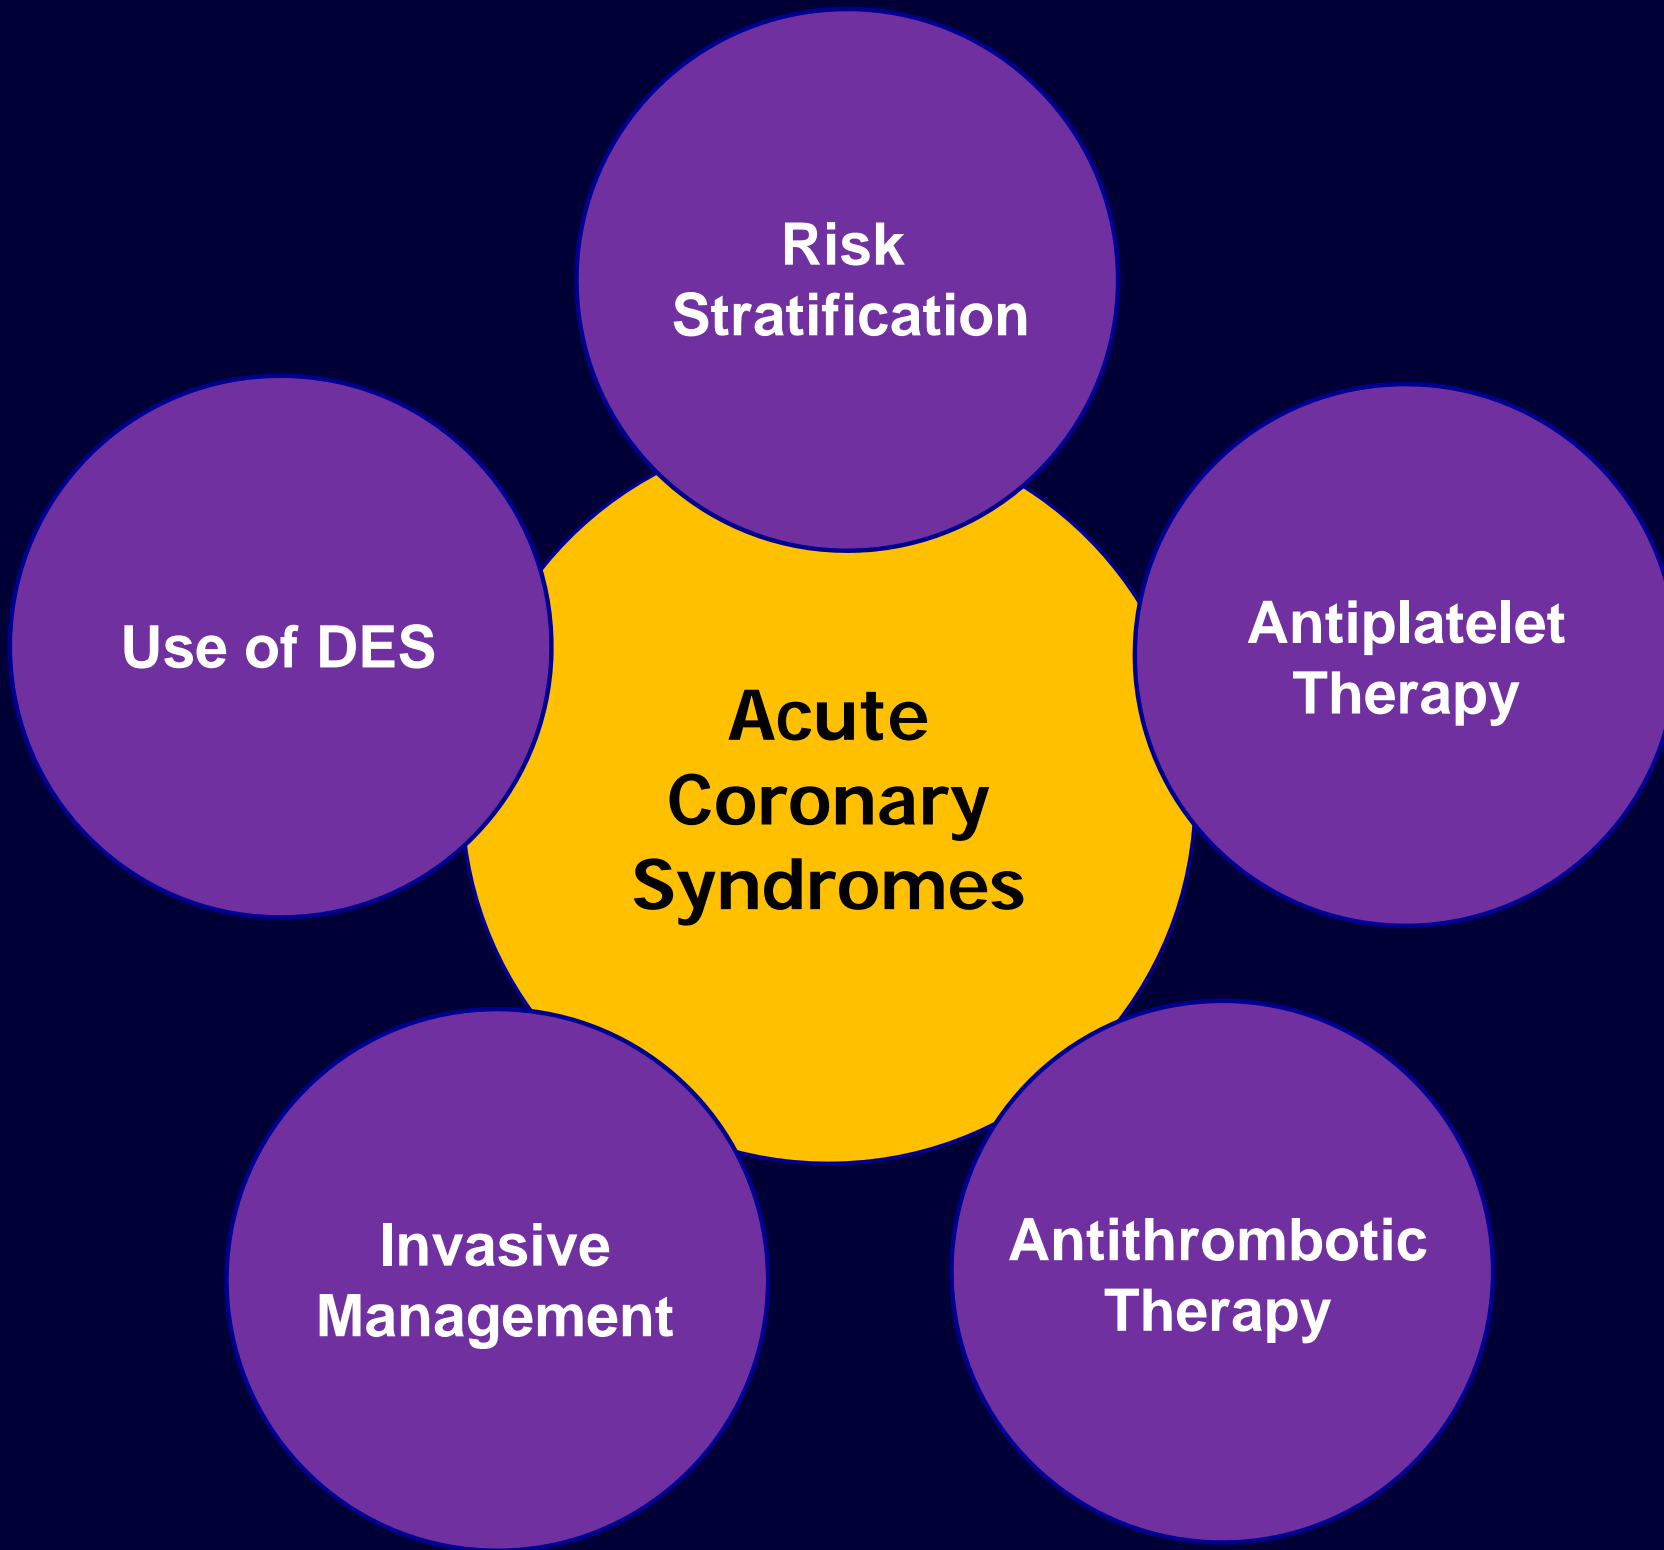 Risk
Stratification
Use of DES
Antiplatelet
Therapy
Acute
Coronary
Syndromes
Invasive
Management
Antithrombotic
Therapy